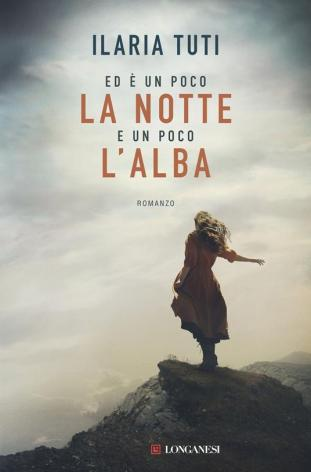 ILARIA TUTI
ED È UN POCO
LA NOTTE
E UN POCO
L'ALBA
ROMANZO
LONGANESI